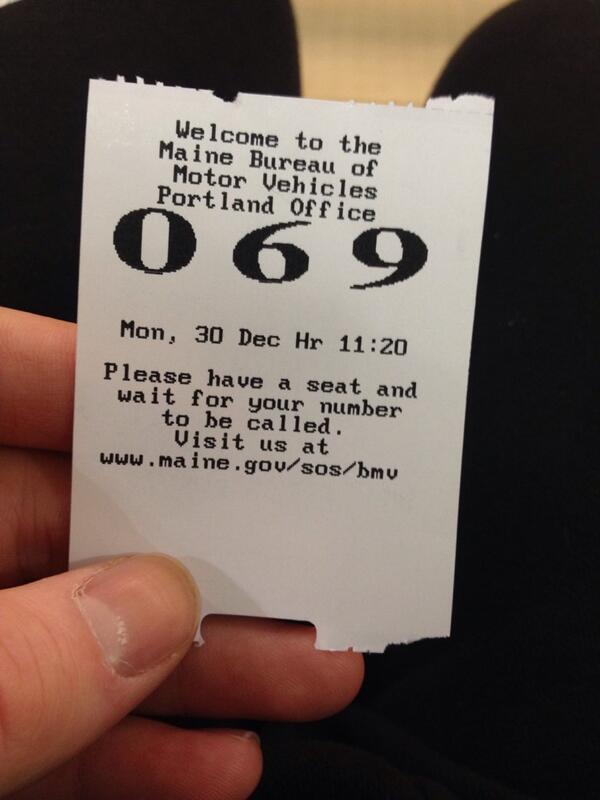 Welcome to the
Maine Bureau of
Motor Vehicles
Portland Office
069
Mon, 30 Dec Hr 11:20
Please have a seat and
wait for your number
to be called.
Visit us at
www.maine.gov/sos/bmv